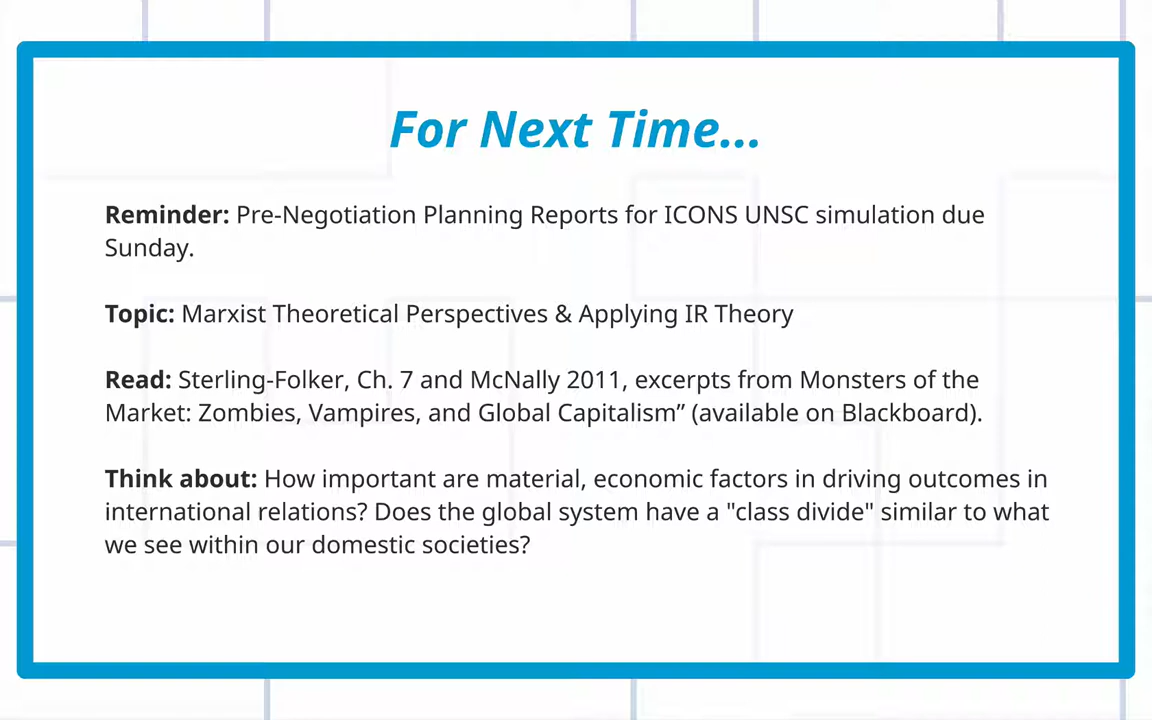 For Next Time...
Reminder: Pre-Negotiation Planning Reports for ICONS UNSC simulation due
Sunday.
Topic: Marxist Theoretical Perspectives & Applying IR Theory
Read: Sterling-Folker, Ch. 7 and McNally 2011, excerpts from Monsters of the
Market: Zombies, Vampires, and Global Capitalism” (available on Blackboard).
Think about: How important are material, economic factors in driving outcomes in
international relations? Does the global system have a "class divide" similar to what
we see within our domestic societies?